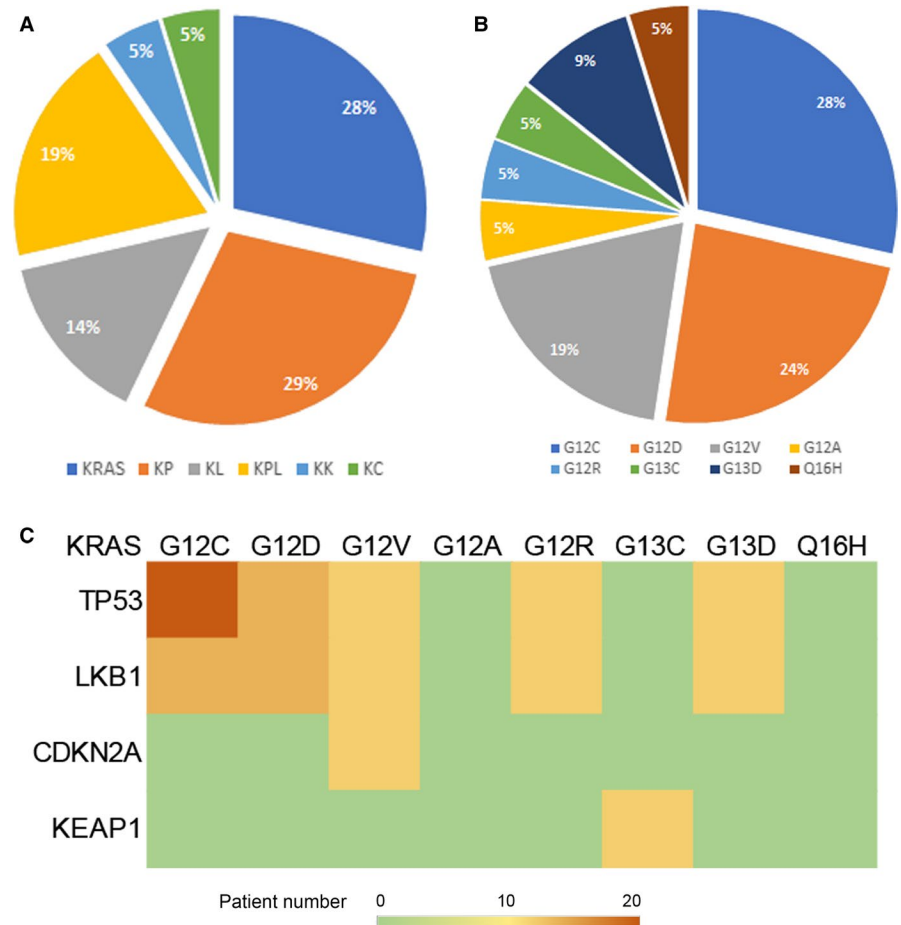 A
5%
5%
28%
19%
14%
29%
KRAS KP KL KPL KK KC
B
5%
9%
28%
5%
5%
5%
19%
24%
G12C G12D G12V G12A
G12R G13C G13D Q16H
C
KRAS G12C G12D G12V G12A G12R G13C G13D Q16H
TP53
LKB1
CDKN2A
KEAP1
Patient number 0 10 20